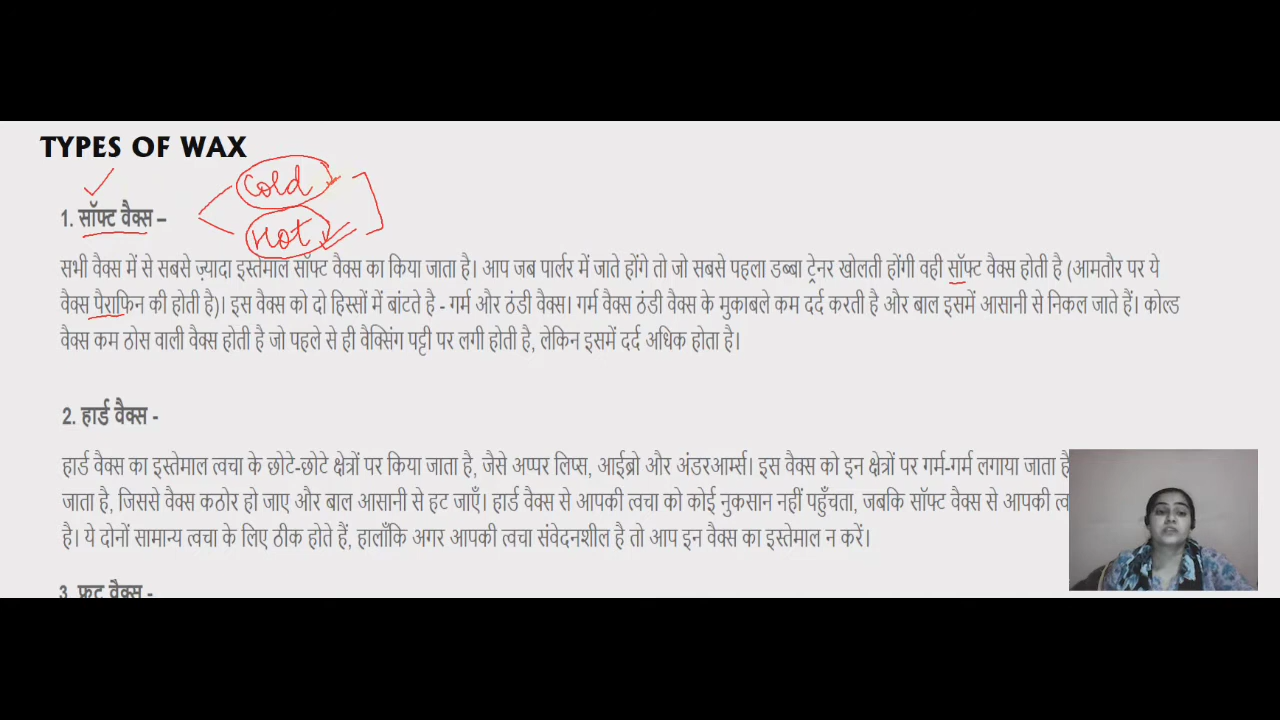 TYPES OF WAX
Cold
1. सॉफ्ट वैक्स –
Hot
सभी वैक्स में से सबसे ज़्यादा इस्तेमाल सॉफ्ट वैक्स का किया जाता है। आप जब पार्लर में जाते होंगे तो जो सबसे पहला डब्बा ट्रेनर खोलती होंगी वही सॉफ्ट वैक्स होती है (आमतौर पर ये
वैक्स पैराफिन की होती है)। इस वैक्स को दो हिस्सों में बांटते है - गर्म और ठंडी वैक्स। गर्म वैक्स ठंडी वैक्स के मुकाबले कम दर्द करती है और बाल इसमें आसानी से निकल जाते हैं। कोल्ड
वैक्स कम ठोस वाली वैक्स होती है जो पहले से ही वैक्सिंग पट्टी पर लगी होती है, लेकिन इसमें दर्द अधिक होता है।
2. हार्ड वैक्स -
हार्ड वैक्स का इस्तेमाल त्वचा के छोटे-छोटे क्षेत्रों पर किया जाता है, जैसे अप्पर लिप्स, आईब्रो और अंडरआर्म्स। इस वैक्स को इन क्षेत्रों पर गर्म-गर्म लगाया जाता है
जाता है, जिससे वैक्स कठोर हो जाए और बाल आसानी से हट जाएँ। हार्ड वैक्स से आपकी त्वचा को कोई नुकसान नहीं पहुँचता, जबकि सॉफ्ट वैक्स से आपकी
है। ये दोनों सामान्य त्वचा के लिए ठीक होते हैं, हालाँकि अगर आपकी त्वचा संवेदनशील है तो आप इन वैक्स का इस्तेमाल न करें।
3. फ्रूट वैक्स -